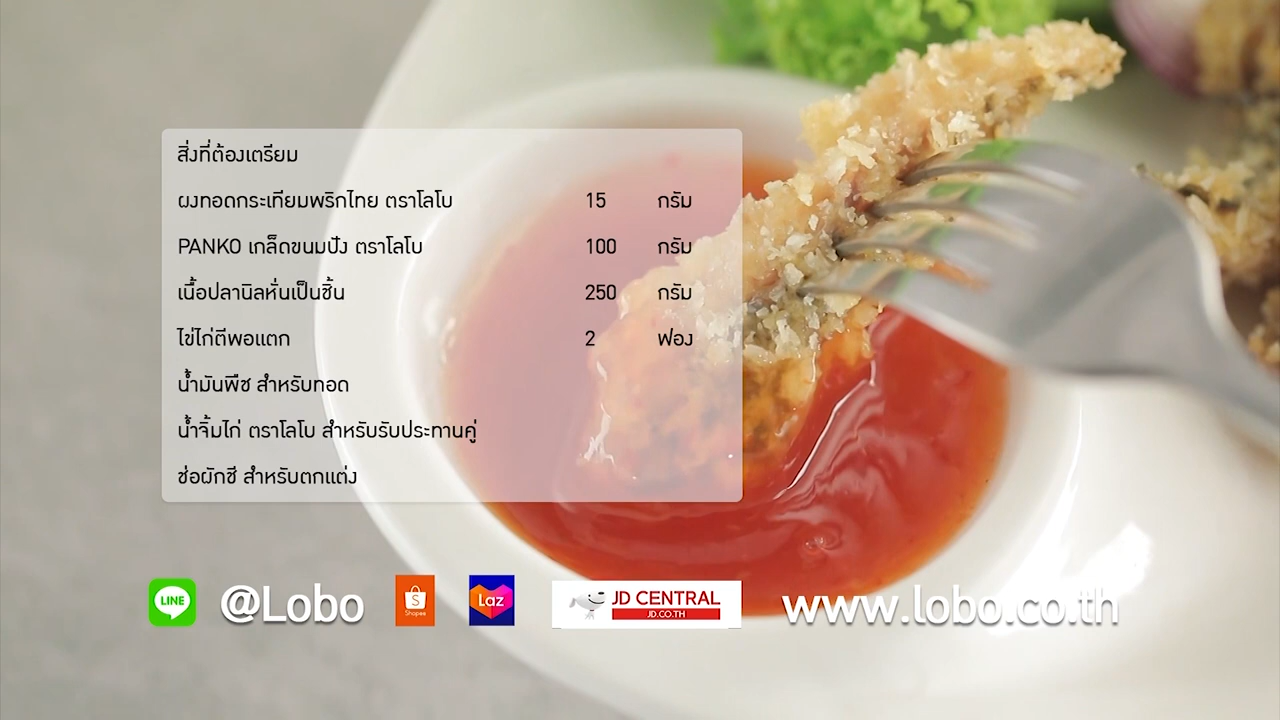 สิ่งที่ต้องเตรียม
ผงทอดกระเทียมพริกไทย ตราโลโบ 15 กรัม
PANKO เกล็ดขนมปัง ตราโลโบ 100 กรัม
เนื้อปลานิลหั่นเป็นชิ้น 250 กรัม
ไข่ไก่ตีพอแตก 2 ฟอง
น้ำมันพืช สำหรับทอด
น้ำจิ้มไก่ ตราโลโบ สำหรับรับประทานคู่
ช่อผักชี สำหรับตกแต่ง
LINE @Lobo S Shopee Laz JD CENTRAL www.lobo.co.th
JD.CO.TH